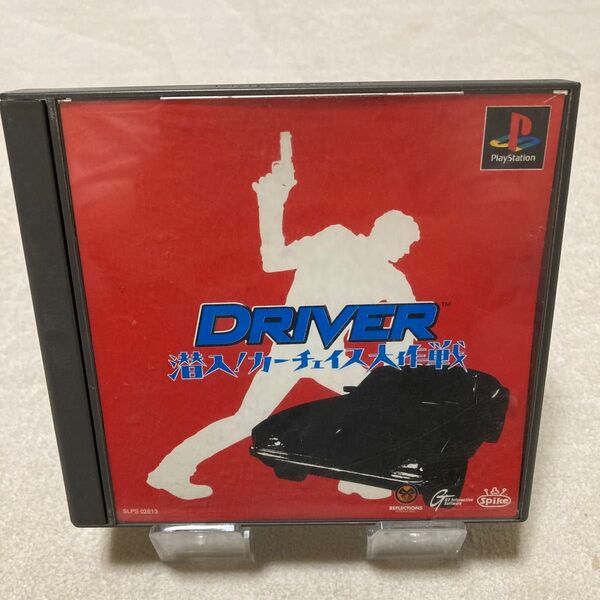 PlayStation
DRIVER™
潜入!カーチェイス大作戦
SLPS 02613
REFLECTIONS
GT Interactive
Software
Spike